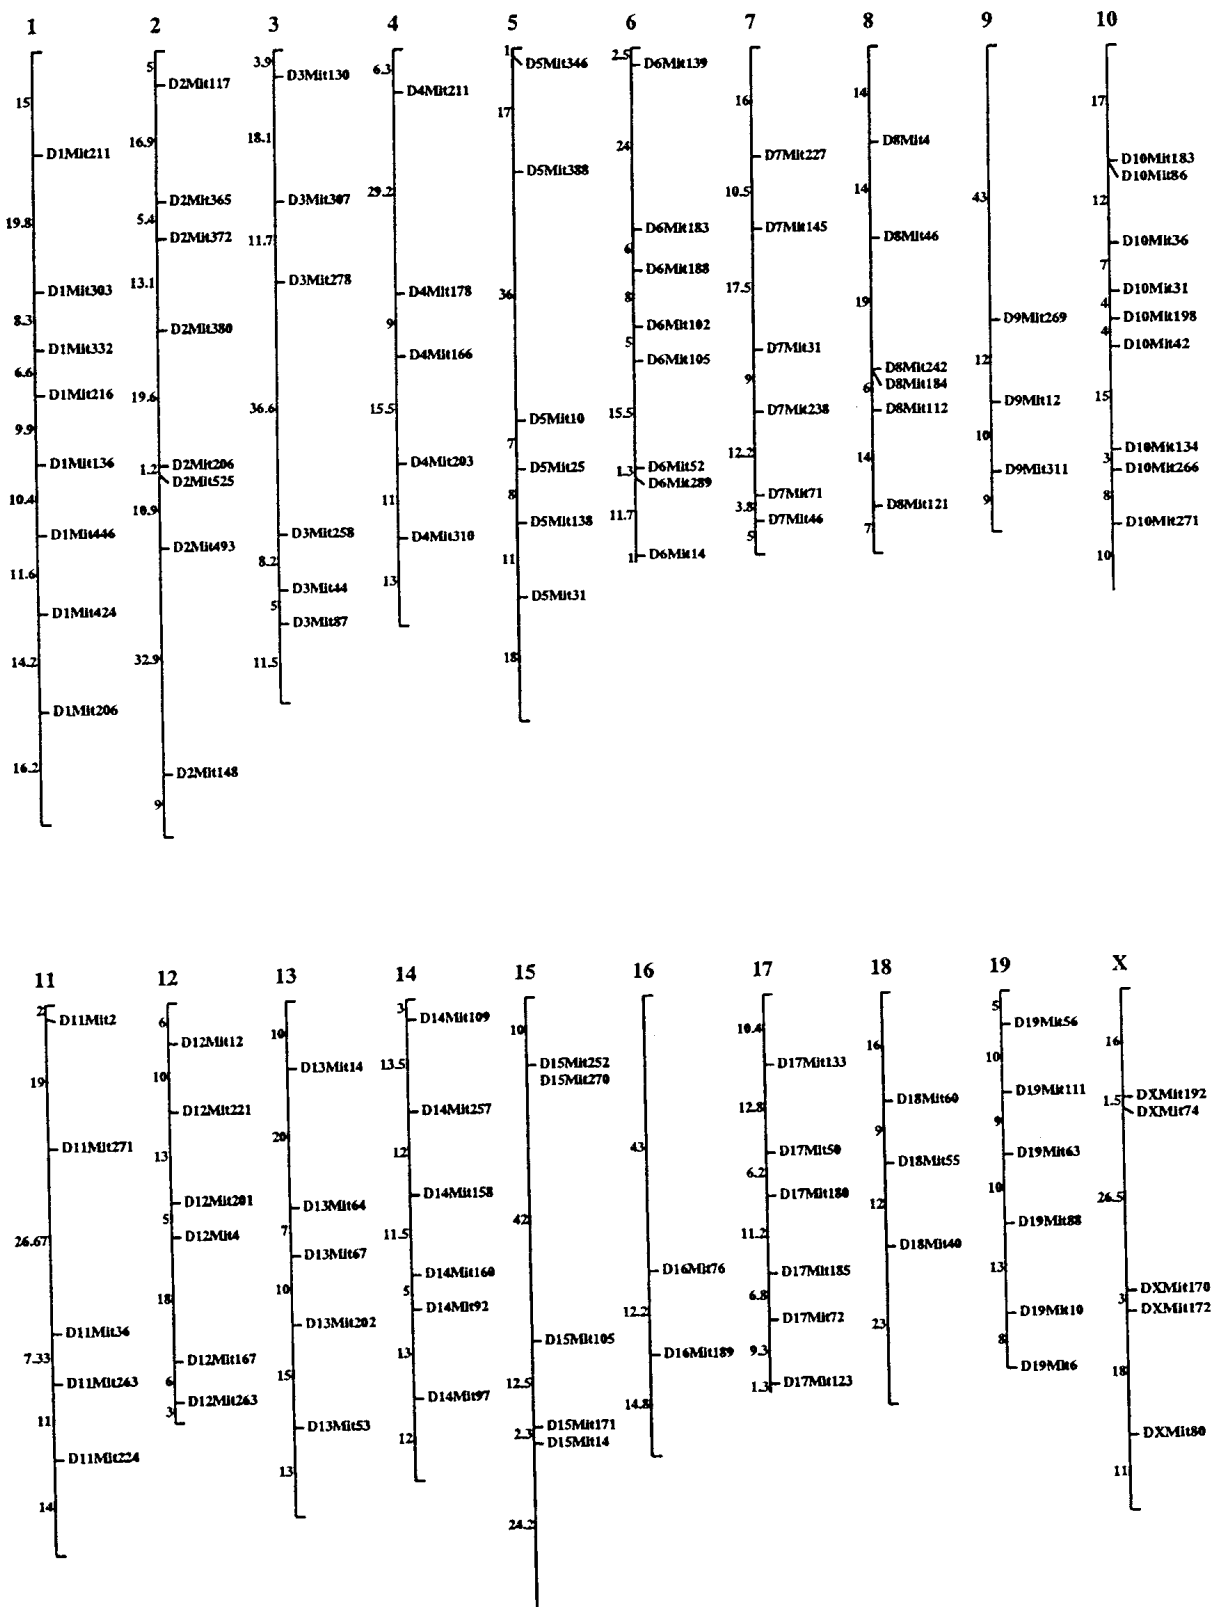 1
15
D1Mit211
19.8
D1Mit303
8.3
D1Mit332
6.6
D1Mit216
9.9
D1Mit136
10.4
D1Mit446
11.6
D1Mit424
14.2
D1Mit206
16.2
2
5
D2Mit117
16.9
D2Mit365
5.4
D2Mit372
13.1
D2Mit380
19.6
D2Mit206
1.2
D2Mit525
10.9
D2Mit493
32.9
D2Mit148
9
3
3.9
D3Mit130
18.1
D3Mit307
11.7
D3Mit278
36.6
D3Mit258
8.2
D3Mit44
5
D3Mit87
11.5
4
6.3
D4Mit211
29.2
D4Mit178
9
D4Mit166
15.5
D4Mit203
11
D4Mit310
13
5
1
D5Mit346
17
D5Mit388
36
D5Mit10
7
D5Mit25
8
D5Mit138
11
D5Mit31
18
6
2.5
D6Mit139
24
D6Mit183
6
D6Mit188
8
D6Mit102
5
D6Mit105
15.5
D6Mit52
1.3
D6Mit289
11.7
D6Mit14
1
7
16
D7Mit227
10.5
D7Mit145
17.5
D7Mit31
9
D7Mit238
12.2
D7Mit71
3.8
D7Mit46
5
8
14
D8Mit4
14
D8Mit46
19
D8Mit242
D8Mit184
6
D8Mit112
14
D8Mit121
7
9
43
D9Mit269
12
D9Mit12
10
D9Mit311
9
10
17
D10Mit183
D10Mit86
12
D10Mit36
7
D10Mit31
4
D10Mit198
4
D10Mit42
15
D10Mit134
3
D10Mit266
8
D10Mit271
10
11
2
D11Mit2
19
D11Mit271
26.67
D11Mit36
7.33
D11Mit263
11
D11Mit224
14
12
6
D12Mit12
10
D12Mit221
13
D12Mit201
5
D12Mit4
18
D12Mit167
6
D12Mit263
3
13
10
D13Mit14
20
D13Mit64
7
D13Mit67
10
D13Mit202
15
D13Mit53
13
14
3
D14Mit109
13.5
D14Mit257
12
D14Mit158
11.5
D14Mit160
5
D14Mit92
13
D14Mit97
12
15
10
D15Mit252
D15Mit270
42
D15Mit105
12.5
D15Mit171
2.3
D15Mit14
24.2
16
43
D16Mit76
12.2
D16Mit189
14.8
17
10.4
D17Mit133
12.8
D17Mit50
6.2
D17Mit180
11.2
D17Mit185
6.8
D17Mit72
9.3
D17Mit123
1.3
18
16
D18Mit60
9
D18Mit55
12
D18Mit40
23
19
5
D19Mit56
10
D19Mit111
9
D19Mit63
10
D19Mit88
13
D19Mit10
8
D19Mit6
X
16
DXMit192
1.5
DXMit74
26.5
DXMit170
3
DXMit172
18
DXMit80
11